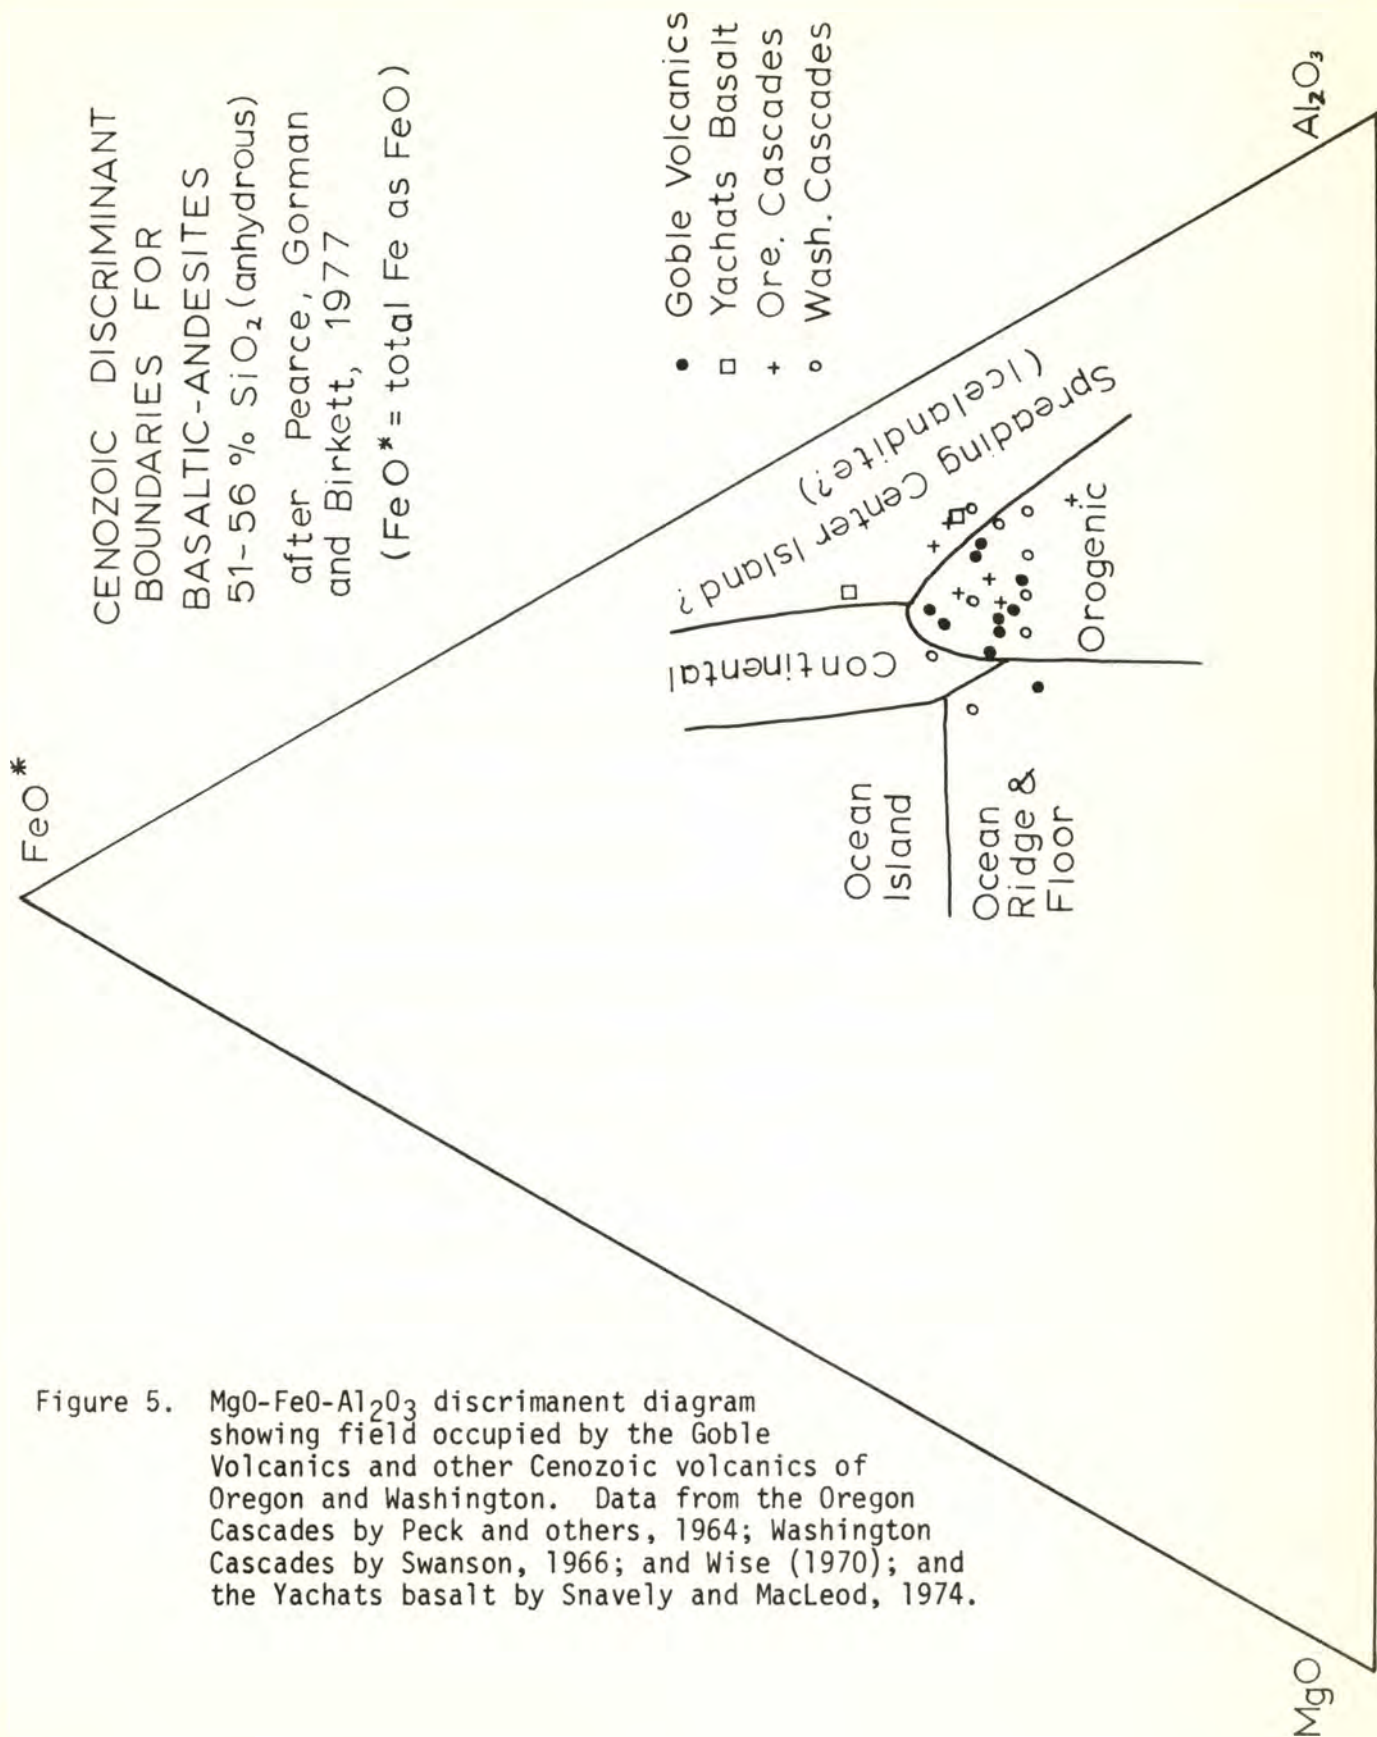 CENOZOIC DISCRIMINANT
BOUNDARIES FOR
BASALTIC-ANDESITES
51-56 % SiO₂ (anhydrous)
after Pearce, Gorman
and Birkett, 1977
(FeO* = total Fe as FeO)
FeO*
Al₂O₃
MgO
Goble Volcanics
Yachats Basalt
Ore. Cascades
Wash. Cascades
Spreading Center Island ?
(Icelandite?)
Continental
Orogenic
Ocean
Island
Ocean
Ridge &
Floor
Figure 5. MgO-FeO-Al₂O₃ discrimanent diagram
showing field occupied by the Goble
Volcanics and other Cenozoic volcanics of
Oregon and Washington. Data from the Oregon
Cascades by Peck and others, 1964; Washington
Cascades by Swanson, 1966; and Wise (1970); and
the Yachats basalt by Snavely and MacLeod, 1974.